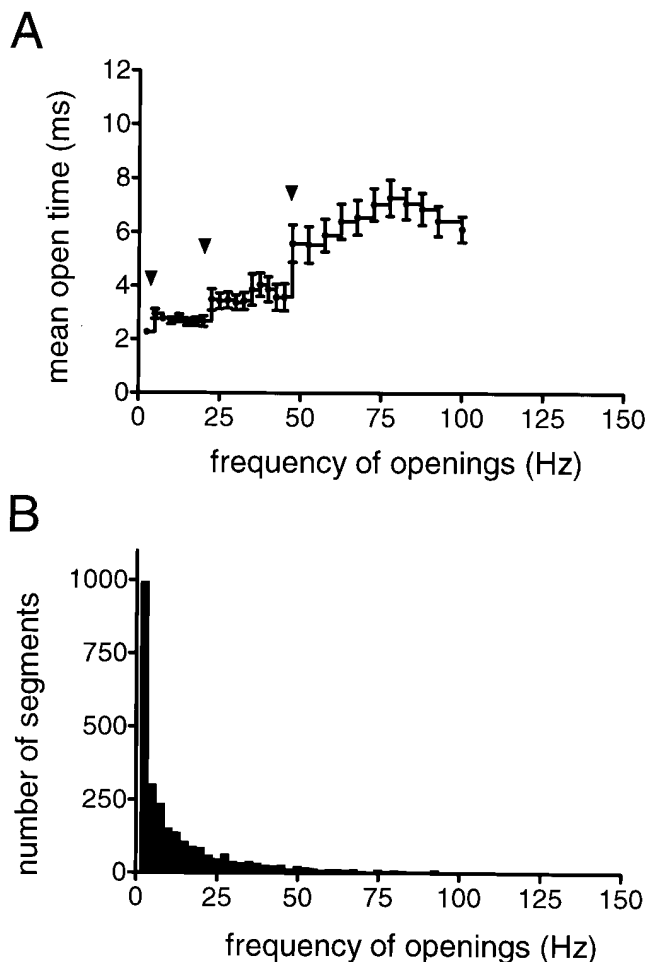 A
12
10
8
6
4
2
0
mean open time (ms)
0 25 50 75 100 125 150
frequency of openings (Hz)
B
1000
750
500
250
0
number of segments
0 25 50 75 100 125 150
frequency of openings (Hz)